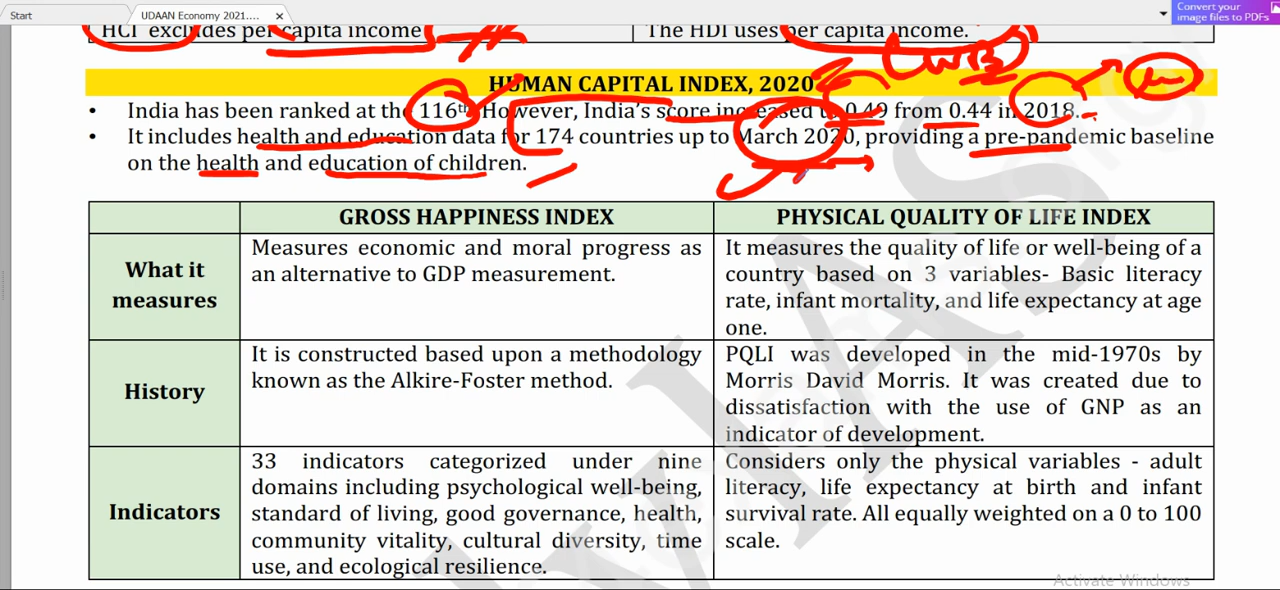 Start
UDAAN Economy 2021....
Convert your
image files to PDFs
HCI excludes per capita income
The HDI uses per capita income.
HUMAN CAPITAL INDEX, 2020
• India has been ranked at the 116th. However, India's score increased to 0.49 from 0.44 in 2018.
• It includes health and education data for 174 countries up to March 2020, providing a pre-pandemic baseline
on the health and education of children.
GROSS HAPPINESS INDEX
PHYSICAL QUALITY OF LIFE INDEX
What it
measures
Measures economic and moral progress as
an alternative to GDP measurement.
It measures the quality of life or well-being of a
country based on 3 variables- Basic literacy
rate, infant mortality, and life expectancy at age
one.
History
It is constructed based upon a methodology
known as the Alkire-Foster method.
PQLI was developed in the mid-1970s by
Morris David Morris. It was created due to
dissatisfaction with the use of GNP as an
indicator of development.
Indicators
33 indicators categorized under nine
domains including psychological well-being,
standard of living, good governance, health,
community vitality, cultural diversity, time
use, and ecological resilience.
Considers only the physical variables - adult
literacy, life expectancy at birth and infant
survival rate. All equally weighted on a 0 to 100
scale.
Activate Windows